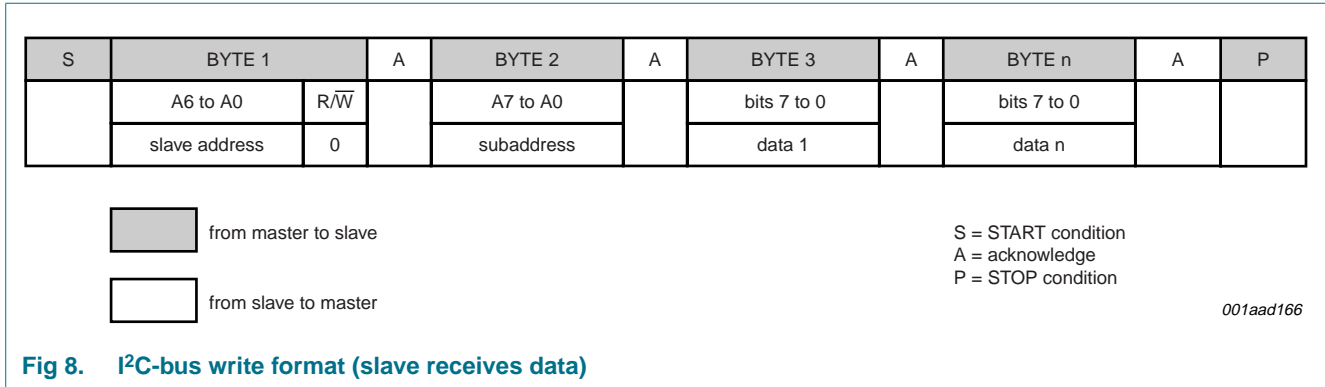 S BYTE 1 A BYTE 2 A BYTE 3 A BYTE n A P
A6 to A0 R/W̅ A7 to A0 bits 7 to 0 bits 7 to 0
slave address 0 subaddress data 1 data n
from master to slave
from slave to master
S = START condition
A = acknowledge
P = STOP condition
001aad166
Fig 8. I²C-bus write format (slave receives data)